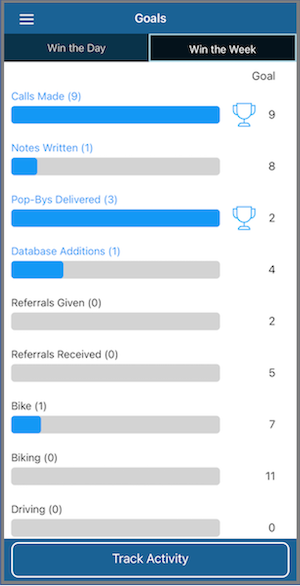 Goals
Win the Day
Win the Week
Goal
Calls Made (9)
9
Notes Written (1)
8
Pop-Bys Delivered (3)
2
Database Additions (1)
4
Referrals Given (0)
2
Referrals Received (0)
5
Bike (1)
7
Biking (0)
11
Driving (0)
0
Track Activity